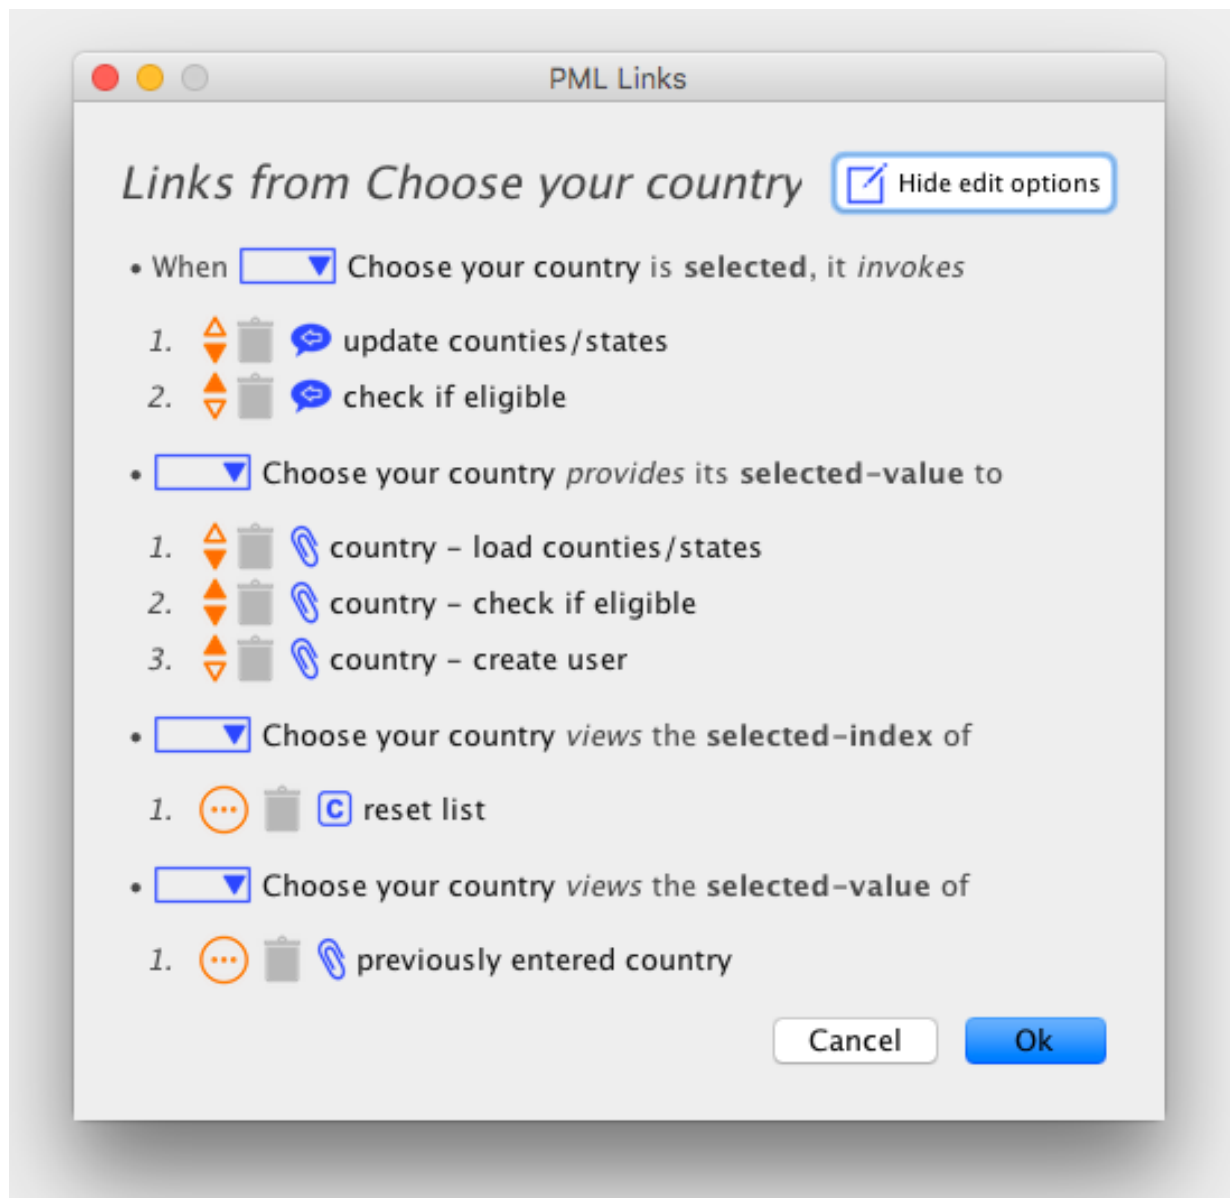 PML Links
Links from Choose your country
Hide edit options
• When Choose your country is selected, it invokes
1. update counties/states
2. check if eligible
• Choose your country provides its selected-value to
1. country – load counties/states
2. country – check if eligible
3. country – create user
• Choose your country views the selected-index of
1. C reset list
• Choose your country views the selected-value of
1. previously entered country
Cancel
Ok